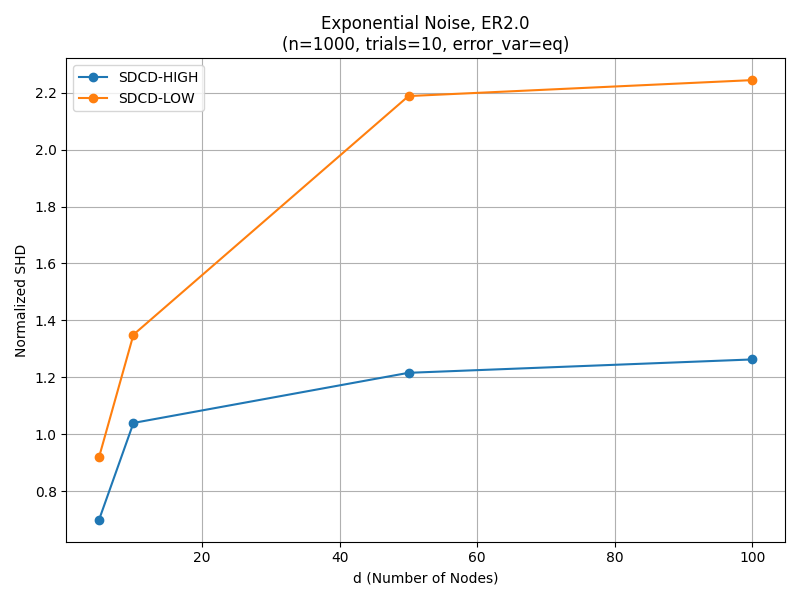 Exponential Noise, ER2.0
(n=1000, trials=10, error_var=eq)
SDCD-HIGH
SDCD-LOW
Normalized SHD
2.2
2.0
1.8
1.6
1.4
1.2
1.0
0.8
20 40 60 80 100
d (Number of Nodes)